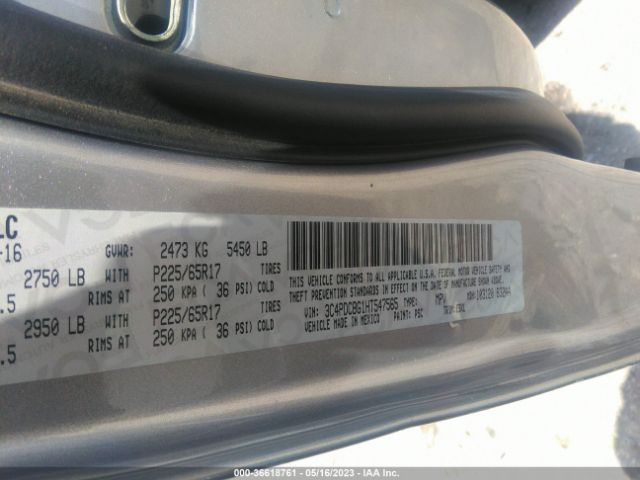 LC
-16
GVWR: 2473 KG 5450 LB
2750 LB WITH P225/65R17 TIRES
.5 RIMS AT 250 KPA ( 36 PSI) COLD
2950 LB WITH P225/65R17 TIRES
.5 RIMS AT 250 KPA ( 36 PSI) COLD
THIS VEHICLE CONFORMS TO ALL APPLICABLE U.S.A. FEDERAL MOTOR VEHICLE
SAFETY, BUMPER, AND THEFT PREVENTION STANDARDS IN EFFECT ON THE
DATE OF MANUFACTURE SHOWN ABOVE.
VIN: 3C4PDCBG1HT547565 TYPE: MPV
VEHICLE MADE IN MEXICO PAINT: PSC
000-36618761 - 05/16/2023 - IAA Inc.